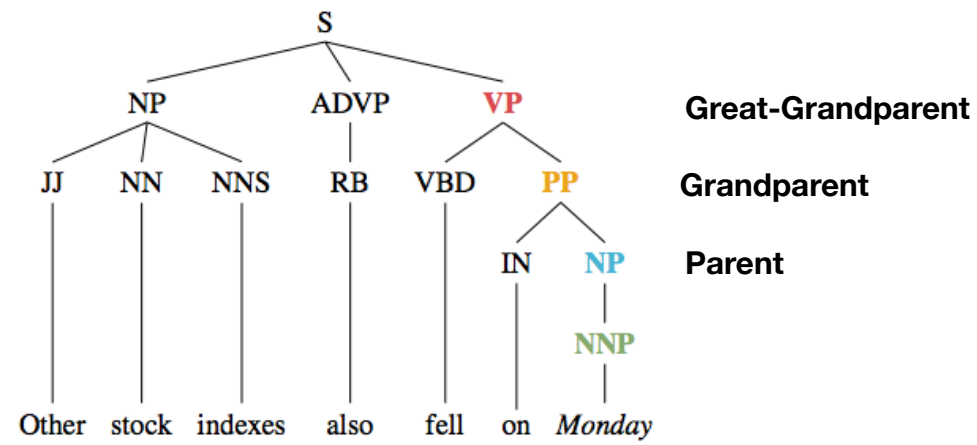 S
NP ADVP VP Great-Grandparent
JJ NN NNS RB VBD PP Grandparent
IN NP Parent
NNP
Other stock indexes also fell on Monday